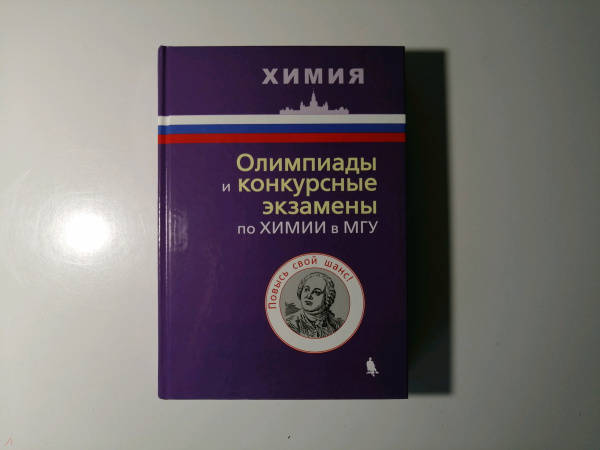 ХИМИЯ
Олимпиады
и конкурсные
экзамены
по ХИМИИ в МГУ
Повысь свой шанс!